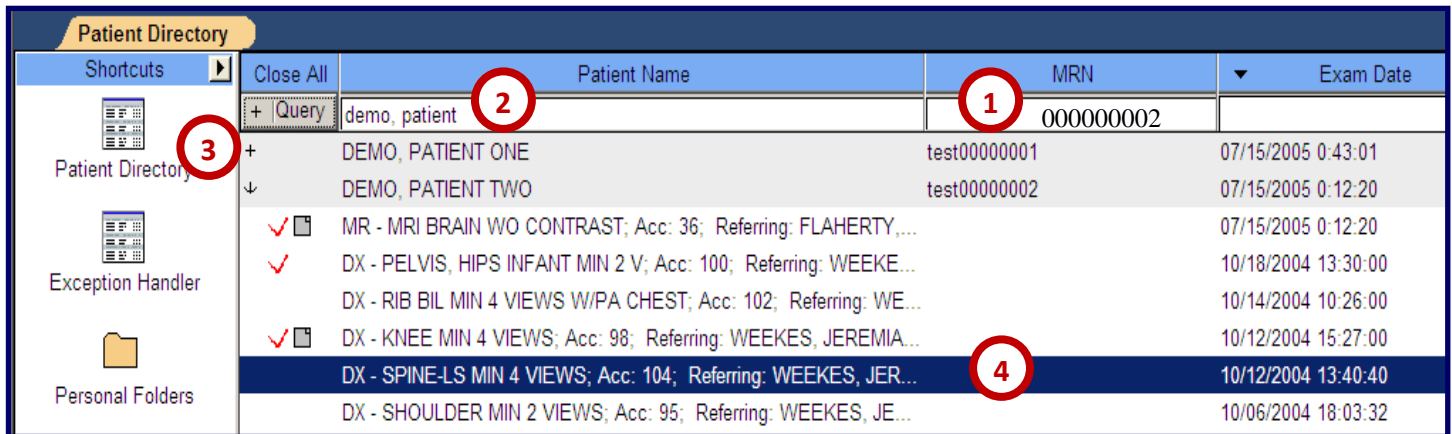 Patient Directory
Shortcuts
Close All Patient Name MRN Exam Date
+ Query demo, patient 2 1 000000002
3
Patient Directory
+ DEMO, PATIENT ONE test00000001 07/15/2005 0:43:01
DEMO, PATIENT TWO test00000002 07/15/2005 0:12:20
MR - MRI BRAIN WO CONTRAST; Acc: 36; Referring: FLAHERTY,... 07/15/2005 0:12:20
DX - PELVIS, HIPS INFANT MIN 2 V; Acc: 100; Referring: WEEKE... 10/18/2004 13:30:00
Exception Handler
DX - RIB BIL MIN 4 VIEWS W/PA CHEST; Acc: 102; Referring: WE... 10/14/2004 10:26:00
DX - KNEE MIN 4 VIEWS; Acc: 98; Referring: WEEKES, JEREMIA... 10/12/2004 15:27:00
DX - SPINE-LS MIN 4 VIEWS; Acc: 104; Referring: WEEKES, JER... 4 10/12/2004 13:40:40
Personal Folders
DX - SHOULDER MIN 2 VIEWS; Acc: 95; Referring: WEEKES, JE... 10/06/2004 18:03:32